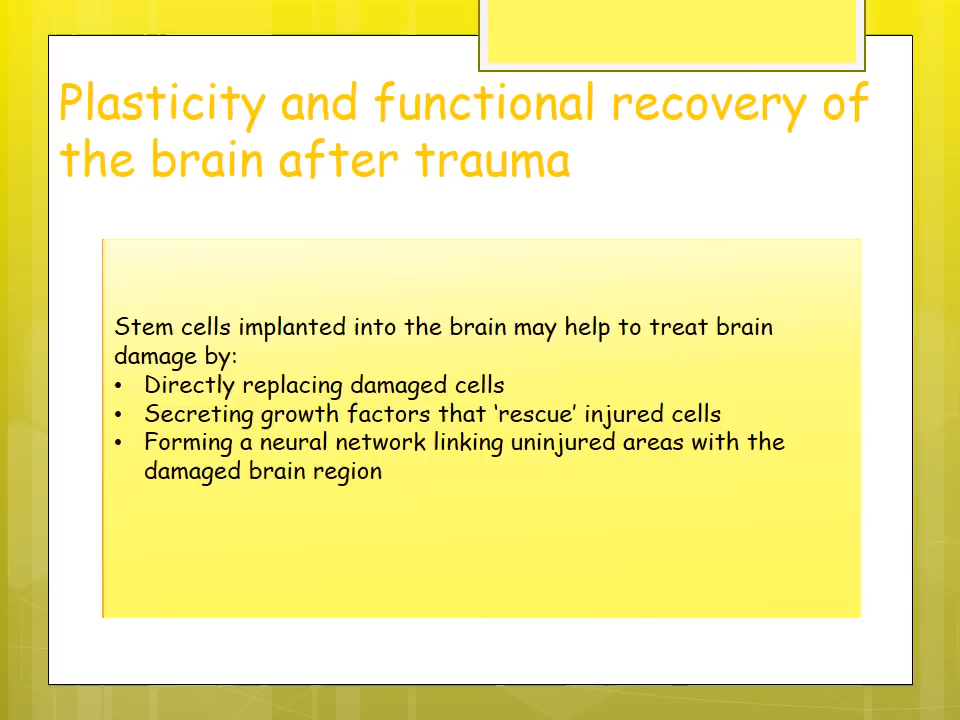 Plasticity and functional recovery of
the brain after trauma
Stem cells implanted into the brain may help to treat brain
damage by:
• Directly replacing damaged cells
• Secreting growth factors that ‘rescue’ injured cells
• Forming a neural network linking uninjured areas with the
damaged brain region